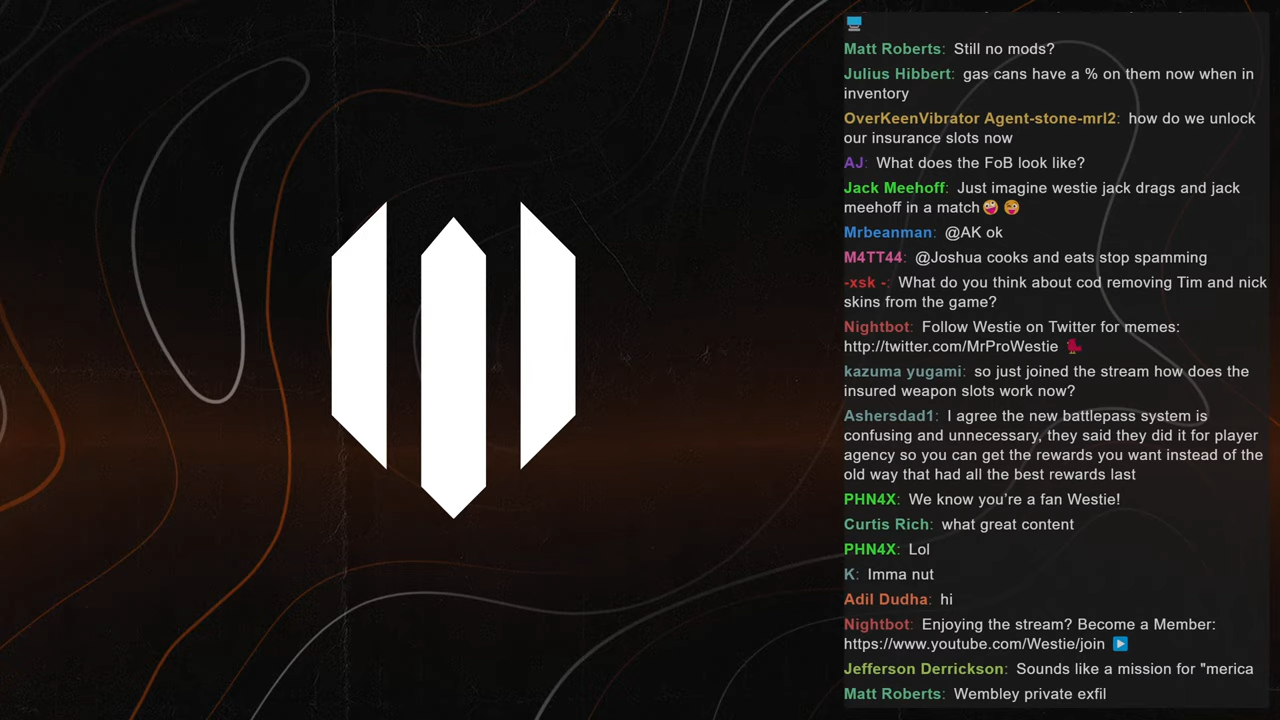 Matt Roberts: Still no mods?
Julius Hibbert: gas cans have a % on them now when in
inventory
OverKeenVibrator Agent-stone-mrl2: how do we unlock
our insurance slots now
AJ: What does the FoB look like?
Jack Meehoff: Just imagine westie jack drags and jack
meehoff in a match🤪😜
Mrbeanman: @AK ok
M4TT44: @Joshua cooks and eats stop spamming
-xsk -: What do you think about cod removing Tim and nick
skins from the game?
Nightbot: Follow Westie on Twitter for memes:
http://twitter.com/MrProWestie
kazuma yugami: so just joined the stream how does the
insured weapon slots work now?
Ashersdad1: I agree the new battlepass system is
confusing and unnecessary, they said they did it for player
agency so you can get the rewards you want instead of the
old way that had all the best rewards last
PHN4X: We know you’re a fan Westie!
Curtis Rich: what great content
PHN4X: Lol
K: Imma nut
Adil Dudha: hi
Nightbot: Enjoying the stream? Become a Member:
https://www.youtube.com/Westie/join ▶️
Jefferson Derrickson: Sounds like a mission for "merica
Matt Roberts: Wembley private exfil